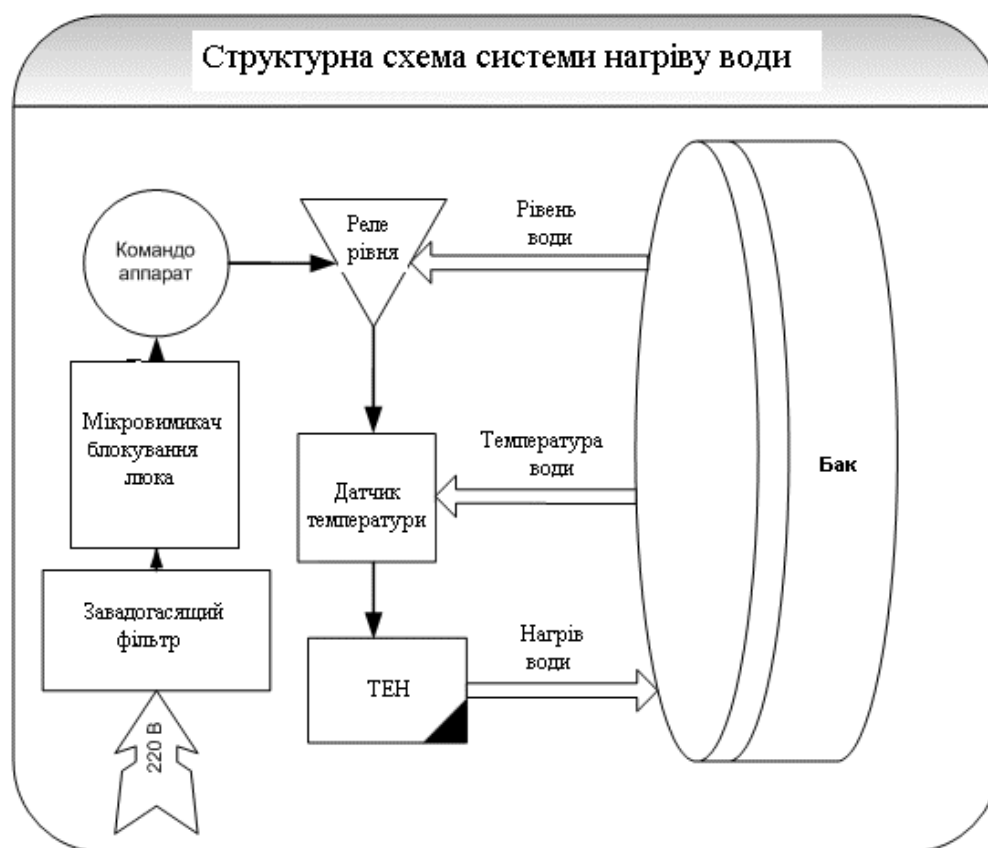 Структурна схема системи нагріву води
Командо
аппарат
Реле
рівня
Рівень
води
Мікровимикач
блокування
люка
Датчик
температури
Температура
води
Бак
Завадогасящий
фільтр
ТЕН
Нагрів
води
220 В